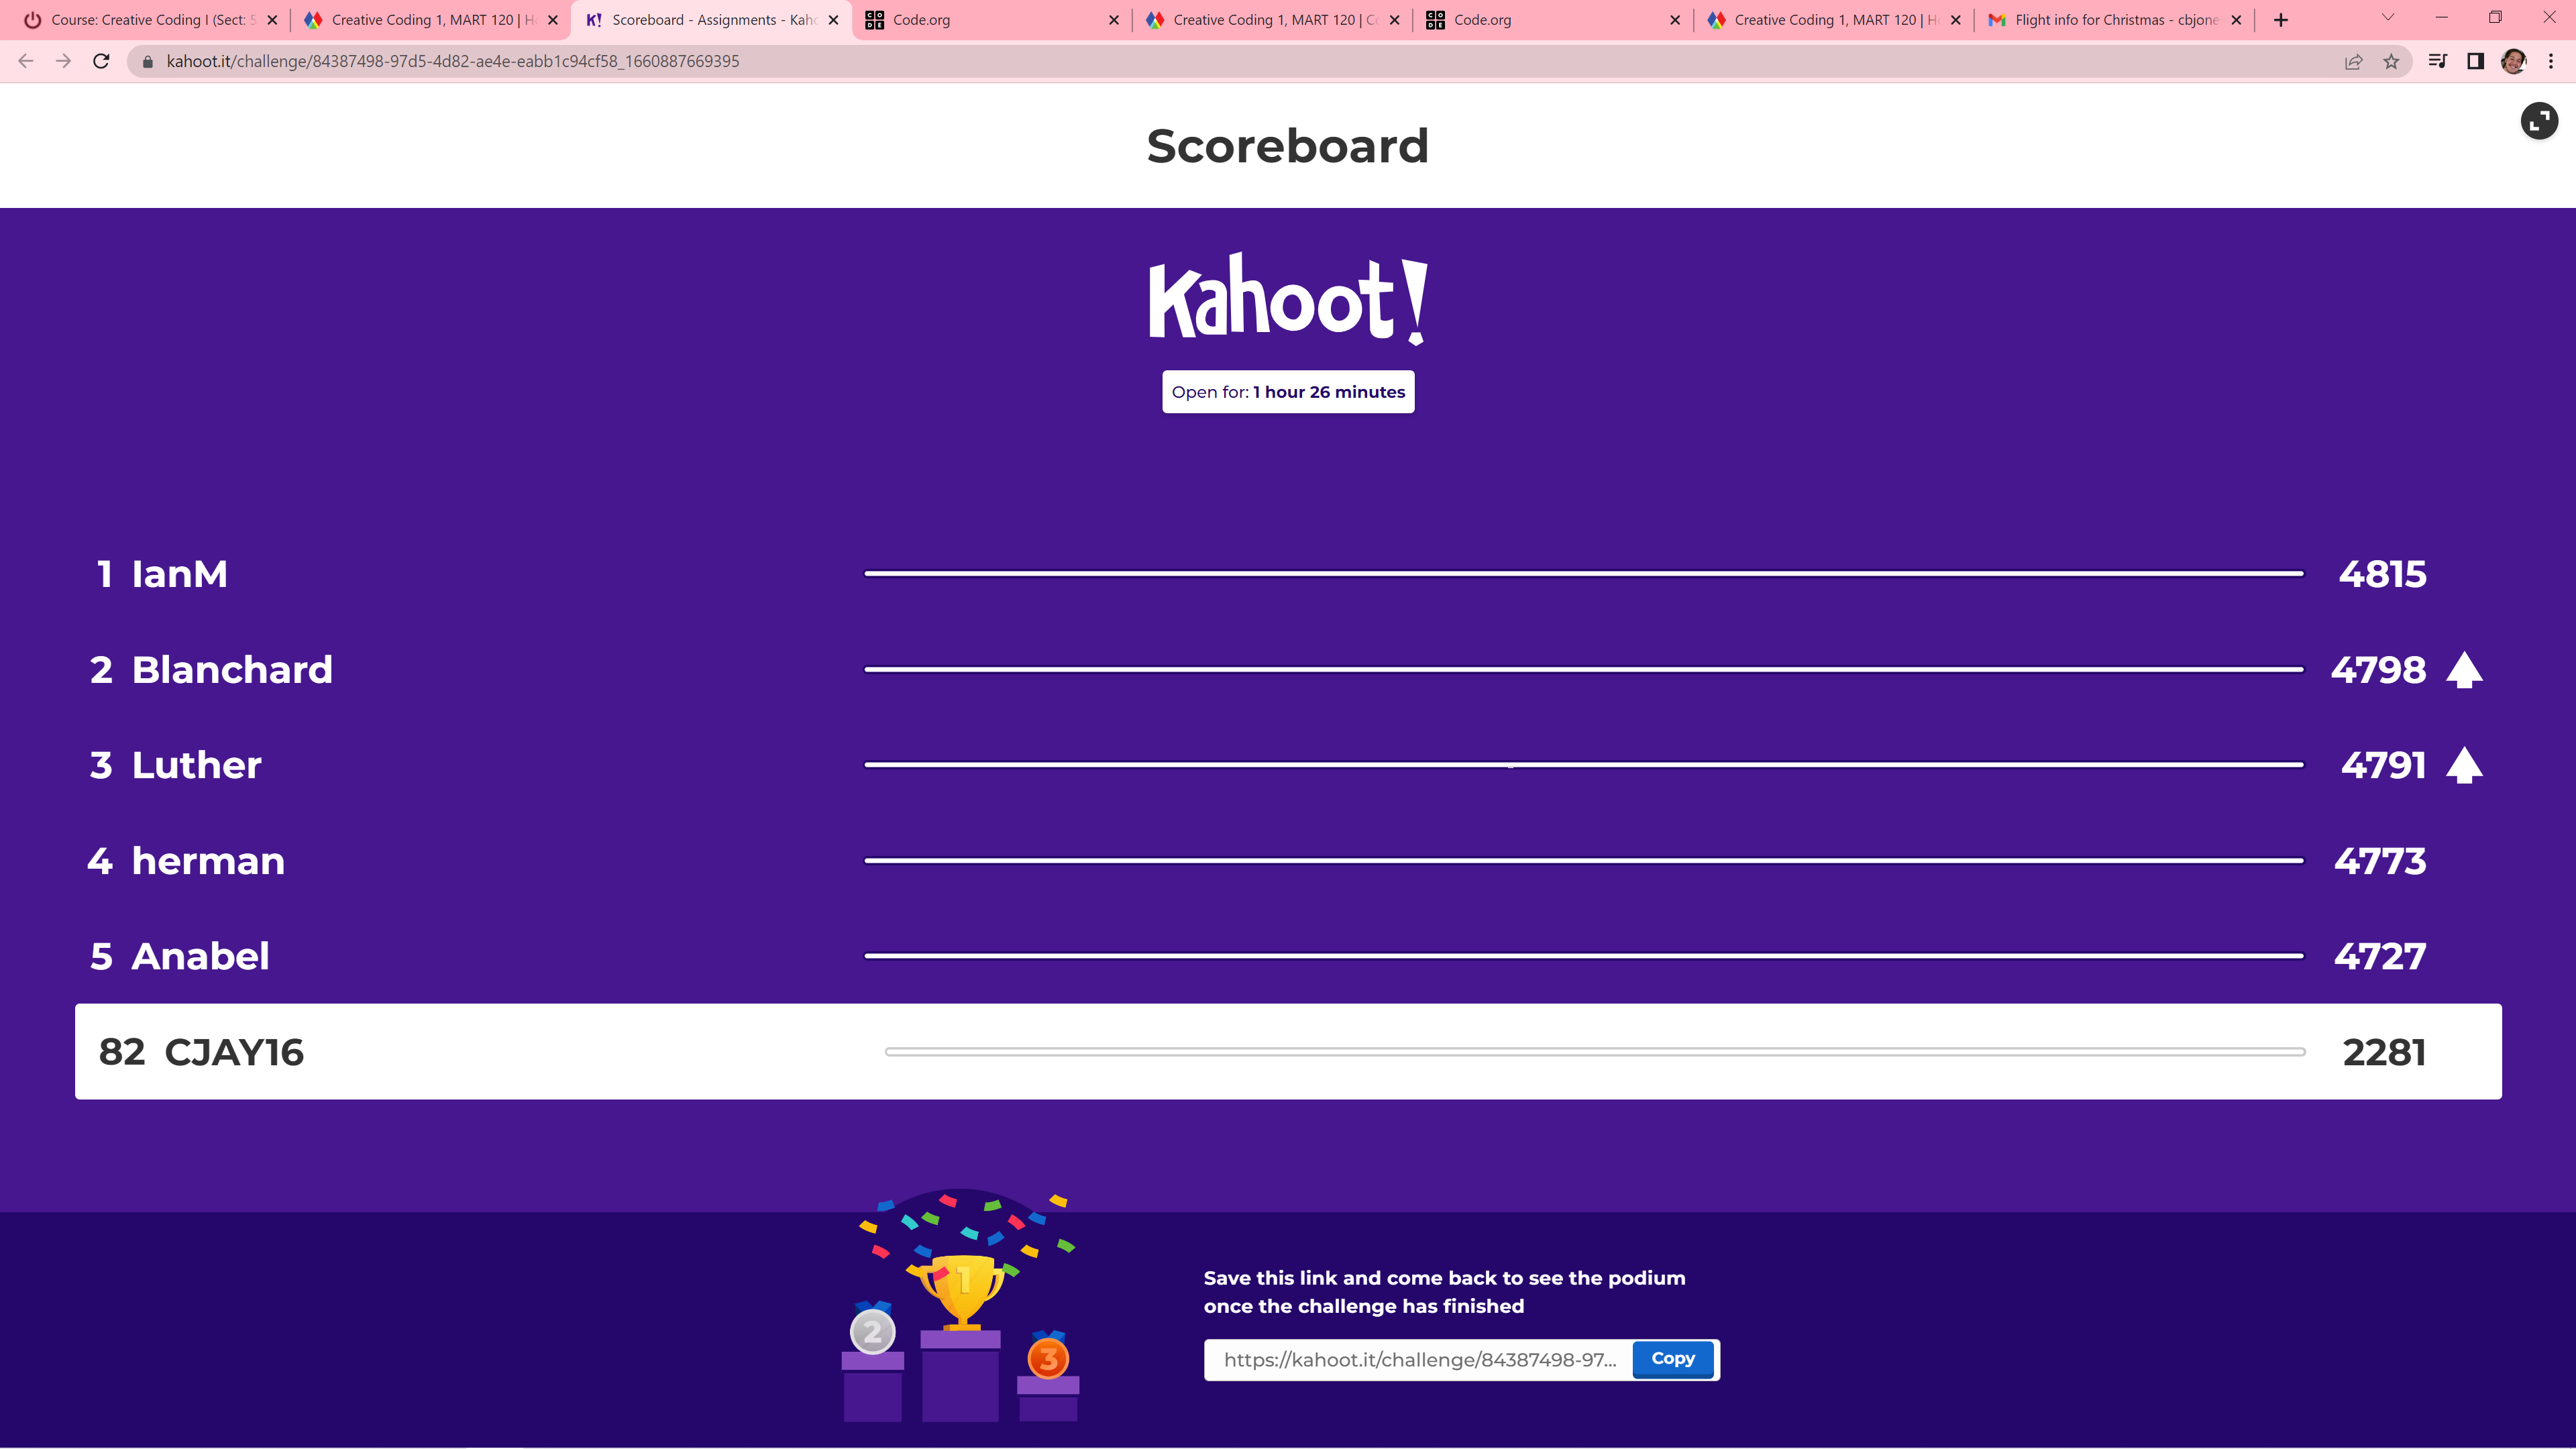 Course: Creative Coding I (Sect: 5
Creative Coding 1, MART 120 | H
K! Scoreboard - Assignments - Kah
CODE Code.org
Creative Coding 1, MART 120 | C
CODE Code.org
Creative Coding 1, MART 120 | H
Flight info for Christmas - cbjone
kahoot.it/challenge/84387498-97d5-4d82-ae4e-eabb1c94cf58_1660887669395
Scoreboard
Kahoot!
Open for: 1 hour 26 minutes
1 IanM 4815
2 Blanchard 4798
3 Luther 4791
4 herman 4773
5 Anabel 4727
82 CJAY16 2281
1
2
3
Save this link and come back to see the podium
once the challenge has finished
https://kahoot.it/challenge/84387498-97... Copy